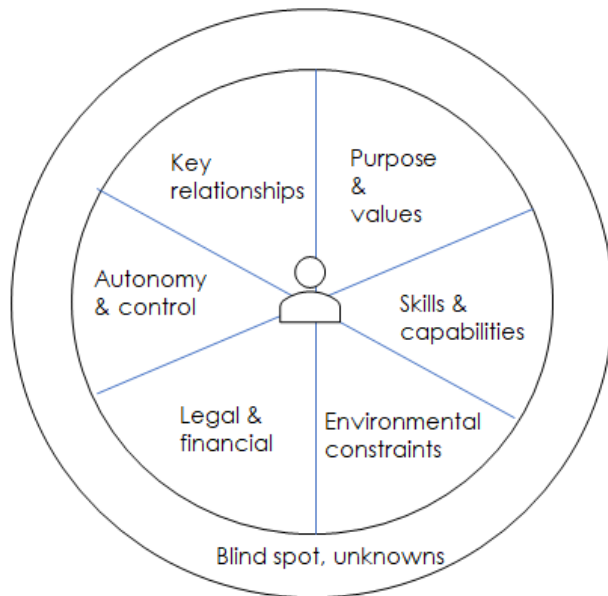 Key
relationships
Purpose
&
values
Autonomy
& control
Skills &
capabilities
Legal &
financial
Environmental
constraints
Blind spot, unknowns